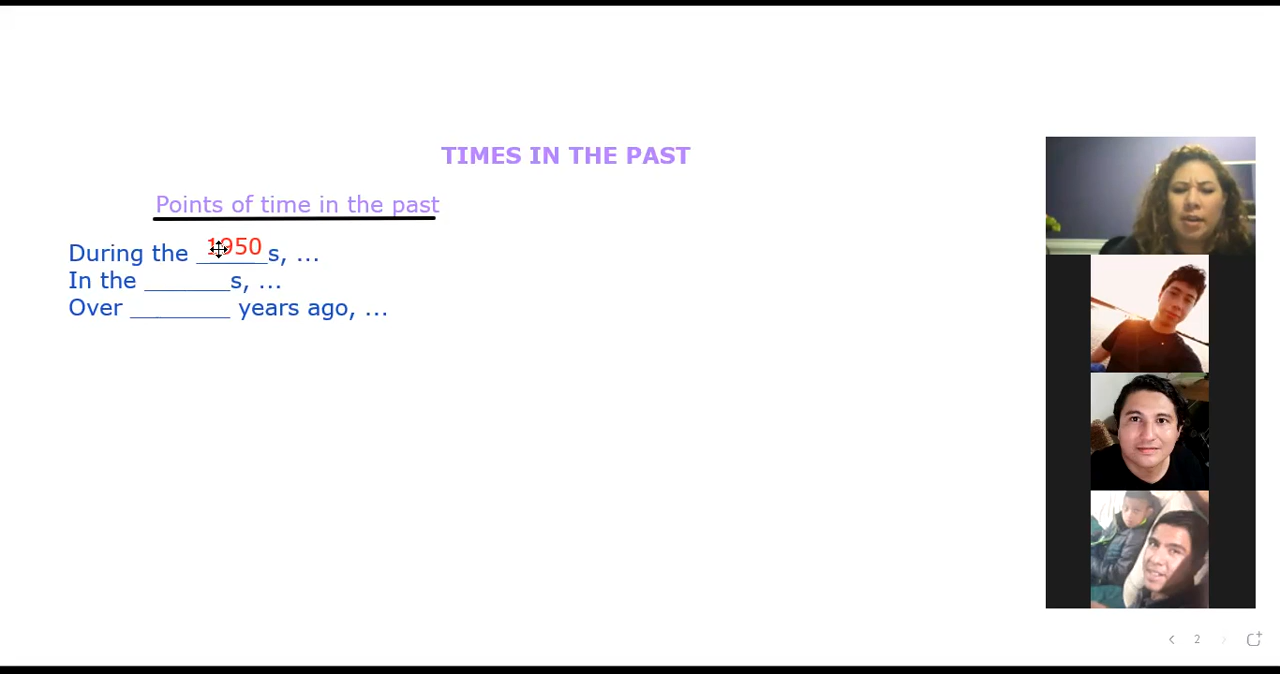 TIMES IN THE PAST
Points of time in the past
During the 1950s, ...
In the _______s, ...
Over ________ years ago, ...
2